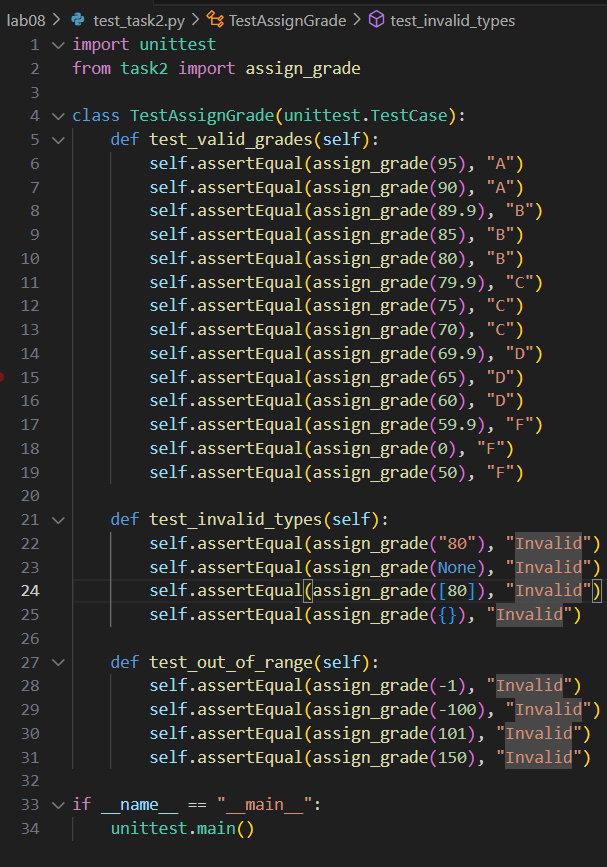 lab08 > test_task2.py > TestAssignGrade > test_invalid_types
1 import unittest
2 from task2 import assign_grade
3
4 class TestAssignGrade(unittest.TestCase):
5     def test_valid_grades(self):
6         self.assertEqual(assign_grade(95), "A")
7         self.assertEqual(assign_grade(90), "A")
8         self.assertEqual(assign_grade(89.9), "B")
9         self.assertEqual(assign_grade(85), "B")
10         self.assertEqual(assign_grade(80), "B")
11         self.assertEqual(assign_grade(79.9), "C")
12         self.assertEqual(assign_grade(75), "C")
13         self.assertEqual(assign_grade(70), "C")
14         self.assertEqual(assign_grade(69.9), "D")
15         self.assertEqual(assign_grade(65), "D")
16         self.assertEqual(assign_grade(60), "D")
17         self.assertEqual(assign_grade(59.9), "F")
18         self.assertEqual(assign_grade(0), "F")
19         self.assertEqual(assign_grade(50), "F")
20
21     def test_invalid_types(self):
22         self.assertEqual(assign_grade("80"), "Invalid")
23         self.assertEqual(assign_grade(None), "Invalid")
24         self.assertEqual(assign_grade([80]), "Invalid")
25         self.assertEqual(assign_grade({}), "Invalid")
26
27     def test_out_of_range(self):
28         self.assertEqual(assign_grade(-1), "Invalid")
29         self.assertEqual(assign_grade(-100), "Invalid")
30         self.assertEqual(assign_grade(101), "Invalid")
31         self.assertEqual(assign_grade(150), "Invalid")
32
33 if __name__ == "__main__":
34     unittest.main()